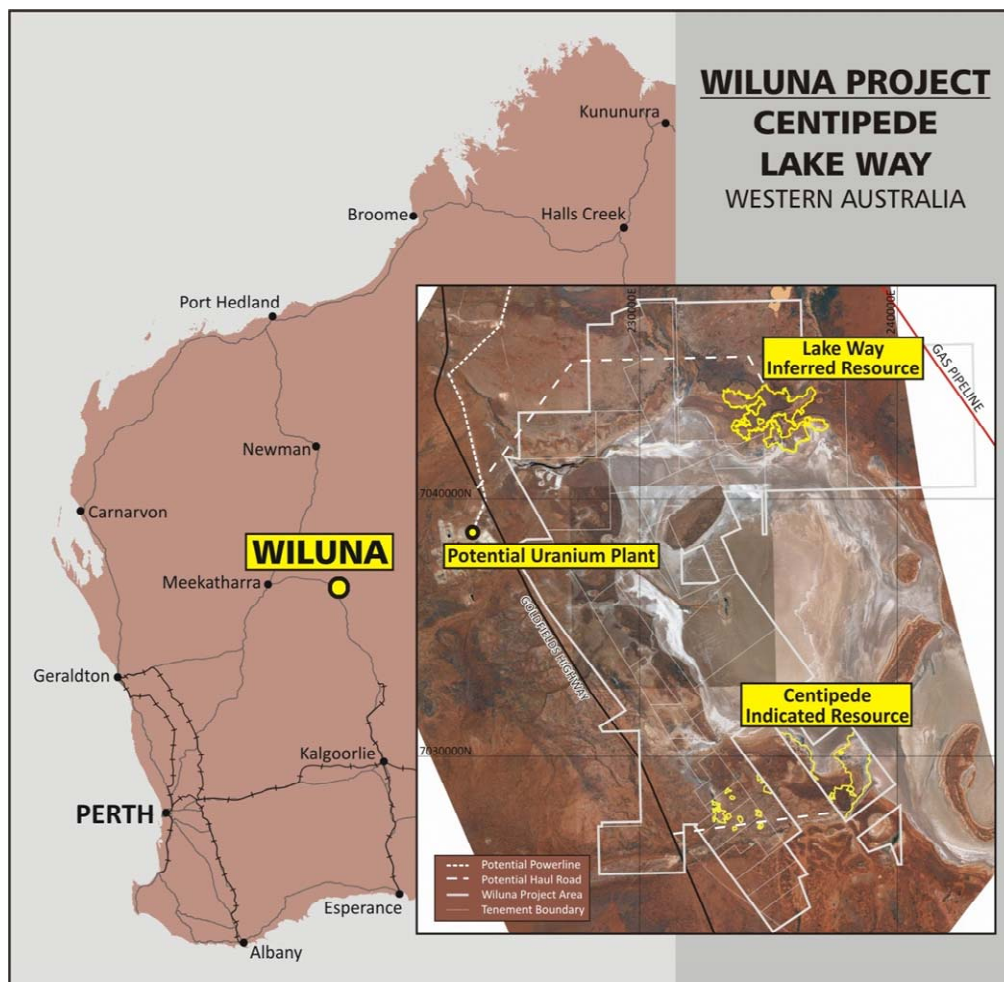 WILUNA PROJECT
CENTIPEDE
LAKE WAY
WESTERN AUSTRALIA
Kununurra
Broome
Halls Creek
Port Hedland
Newman
Carnarvon
WILUNA
Meekatharra
Geraldton
Kalgoorlie
PERTH
Esperance
Albany
230000E
240000E
GAS PIPELINE
Lake Way
Inferred Resource
7040000N
Potential Uranium Plant
GOLDFIELDS HIGHWAY
Centipede
Indicated Resource
7030000N
Potential Powerline
Potential Haul Road
Wiluna Project Area
Tenement Boundary